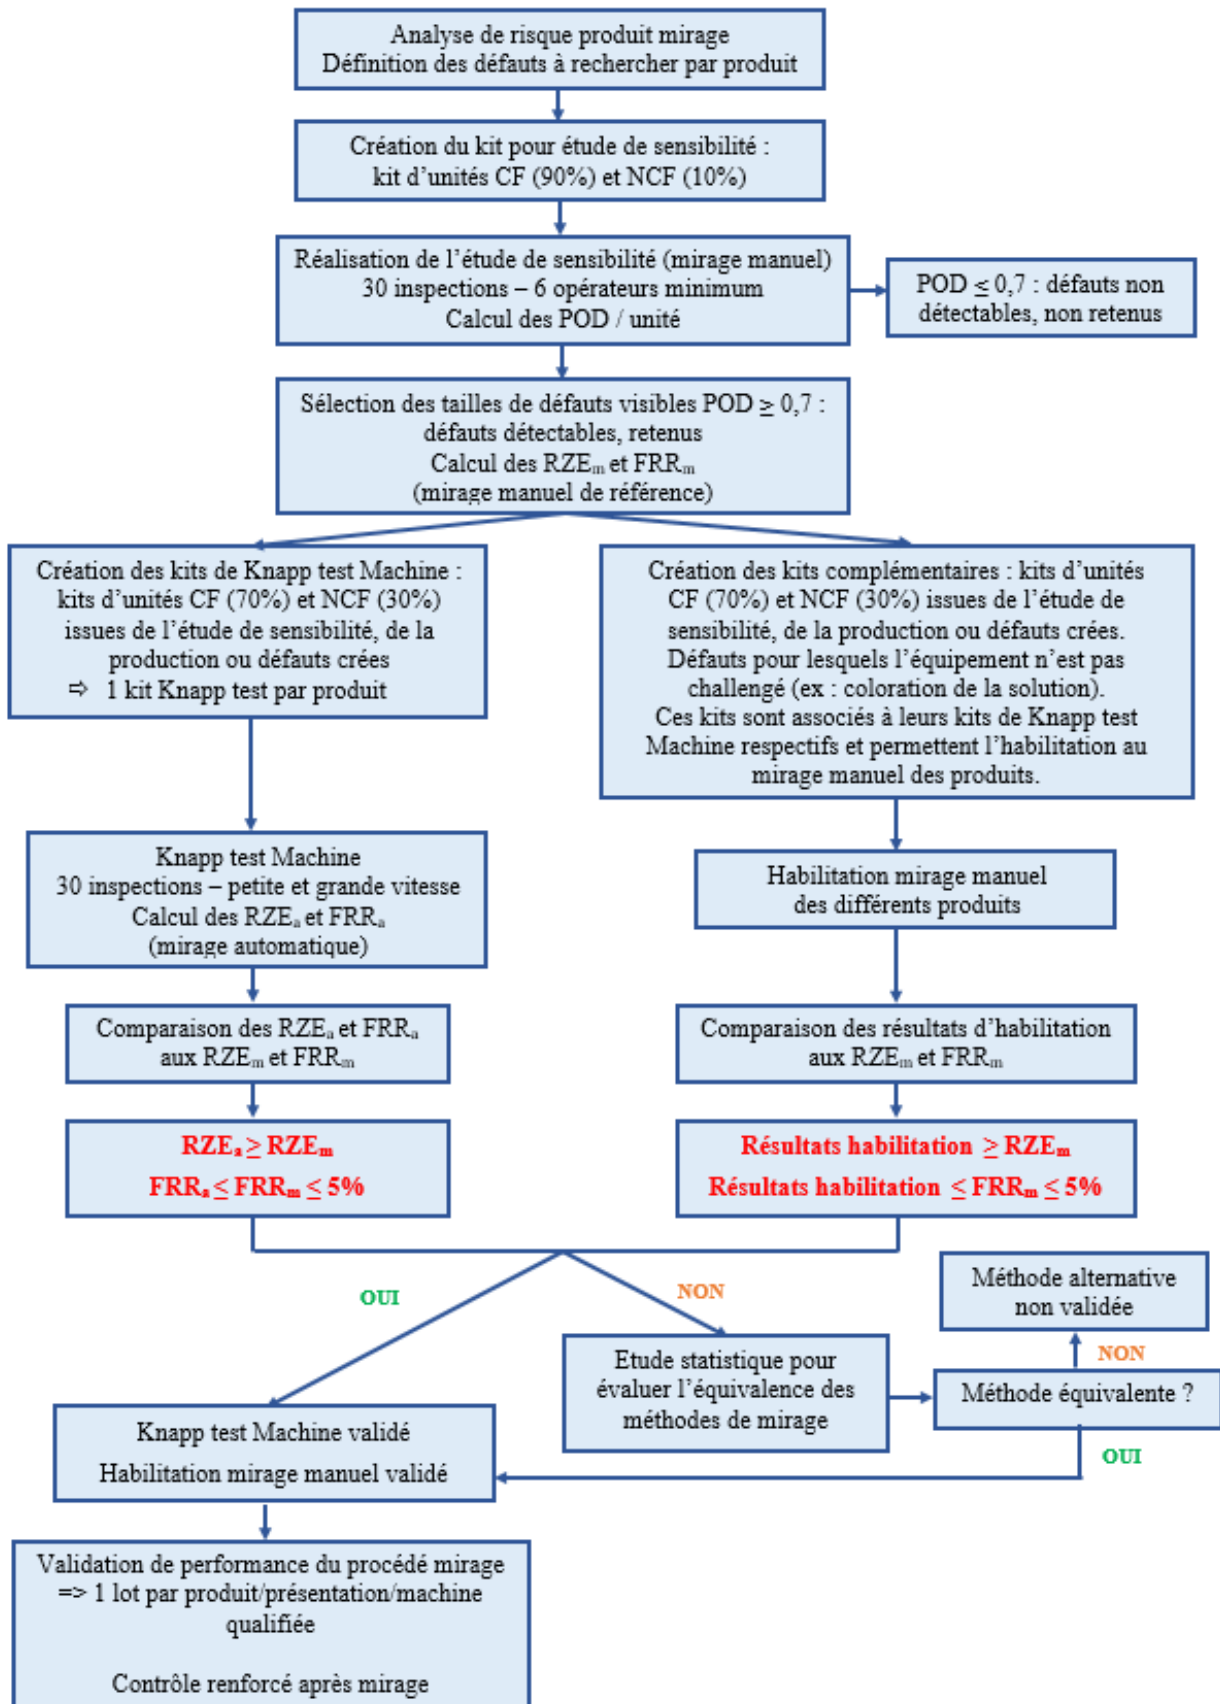 Analyse de risque produit mirage
Définition des défauts à rechercher par produit
Création du kit pour étude de sensibilité :
kit d'unités CF (90%) et NCF (10%)
Réalisation de l'étude de sensibilité (mirage manuel)
30 inspections – 6 opérateurs minimum
Calcul des POD / unité
POD ≤ 0,7 : défauts non
détectables, non retenus
Sélection des tailles de défauts visibles POD ≥ 0,7 :
défauts détectables, retenus
Calcul des RZEₘ et FRRₘ
(mirage manuel de référence)
Création des kits de Knapp test Machine :
kits d'unités CF (70%) et NCF (30%)
issues de l'étude de sensibilité, de la
production ou défauts crées
⇨ 1 kit Knapp test par produit
Création des kits complémentaires : kits d'unités
CF (70%) et NCF (30%) issues de l'étude de
sensibilité, de la production ou défauts crées.
Défauts pour lesquels l'équipement n'est pas
challengé (ex : coloration de la solution).
Ces kits sont associés à leurs kits de Knapp test
Machine respectifs et permettent l'habilitation au
mirage manuel des produits.
Knapp test Machine
30 inspections – petite et grande vitesse
Calcul des RZEₐ et FRRₐ
(mirage automatique)
Habilitation mirage manuel
des différents produits
Comparaison des RZEₐ et FRRₐ
aux RZEₘ et FRRₘ
Comparaison des résultats d'habilitation
aux RZEₘ et FRRₘ
RZEₐ ≥ RZEₘ
FRRₐ ≤ FRRₘ ≤ 5%
Résultats habilitation ≥ RZEₘ
Résultats habilitation ≤ FRRₘ ≤ 5%
OUI
NON
Méthode alternative
non validée
NON
Etude statistique pour
évaluer l'équivalence des
méthodes de mirage
Méthode équivalente ?
OUI
Knapp test Machine validé
Habilitation mirage manuel validé
Validation de performance du procédé mirage
=> 1 lot par produit/présentation/machine
qualifiée
Contrôle renforcé après mirage